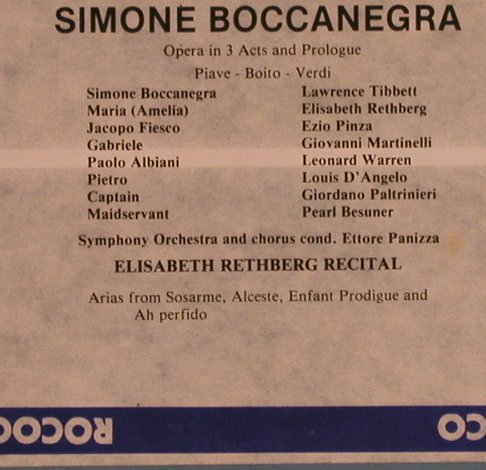 SIMONE BOCCANEGRA
Opera in 3 Acts and Prologue
Piave - Boito - Verdi
Simone Boccanegra Lawrence Tibbett
Maria (Amelia) Elisabeth Rethberg
Jacopo Fiesco Ezio Pinza
Gabriele Giovanni Martinelli
Paolo Albiani Leonard Warren
Pietro Louis D'Angelo
Captain Giordano Paltrinieri
Maidservant Pearl Besuner
Symphony Orchestra and chorus cond. Ettore Panizza
ELISABETH RETHBERG RECITAL
Arias from Sosarme, Alceste, Enfant Prodigue and
Ah perfido
ROCOCO OCO